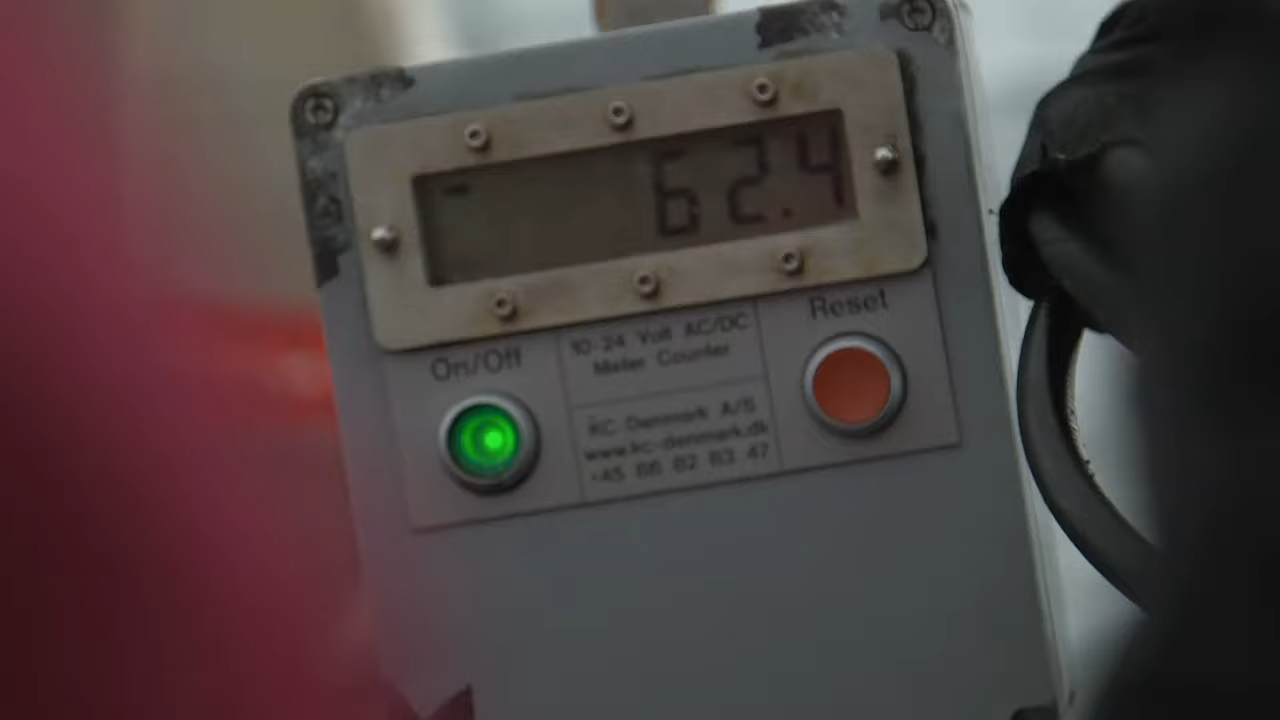 - 62.4
On/Off
10-24 Volt AC/DC
Meter Counter
Reset
KC Denmark A/S
www.kc-denmark.dk
+45 86 82 83 47